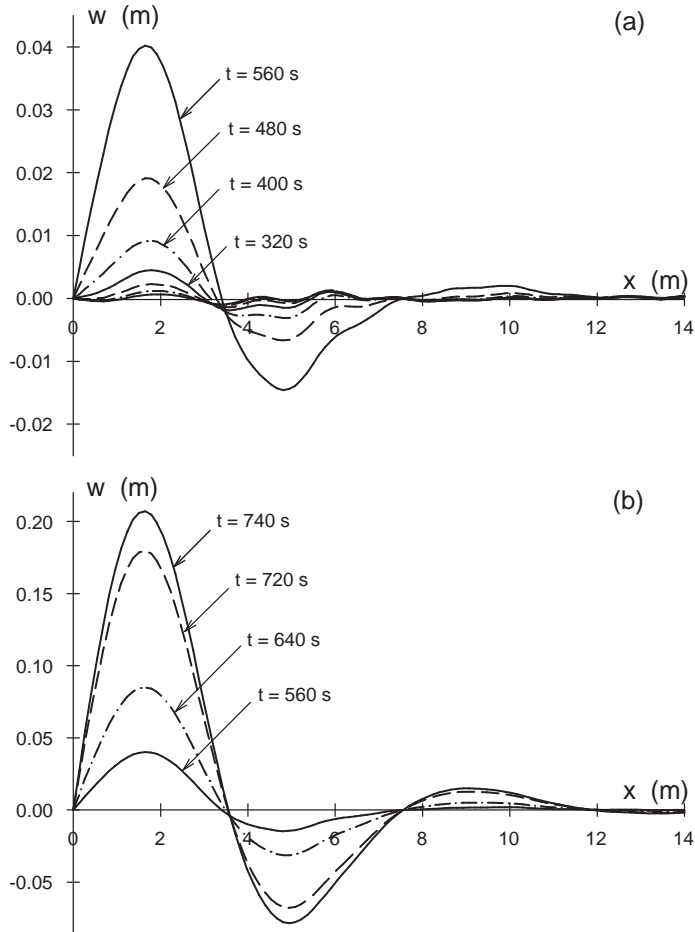 w (m)
(a)
0.04
t = 560 s
0.03
t = 480 s
0.02
t = 400 s
0.01
t = 320 s
x (m)
0.00
0 2 4 6 8 10 12 14
-0.01
-0.02
w (m)
(b)
0.20
t = 740 s
t = 720 s
0.15
t = 640 s
0.10
t = 560 s
0.05
x (m)
0.00
0 2 4 6 8 10 12 14
-0.05